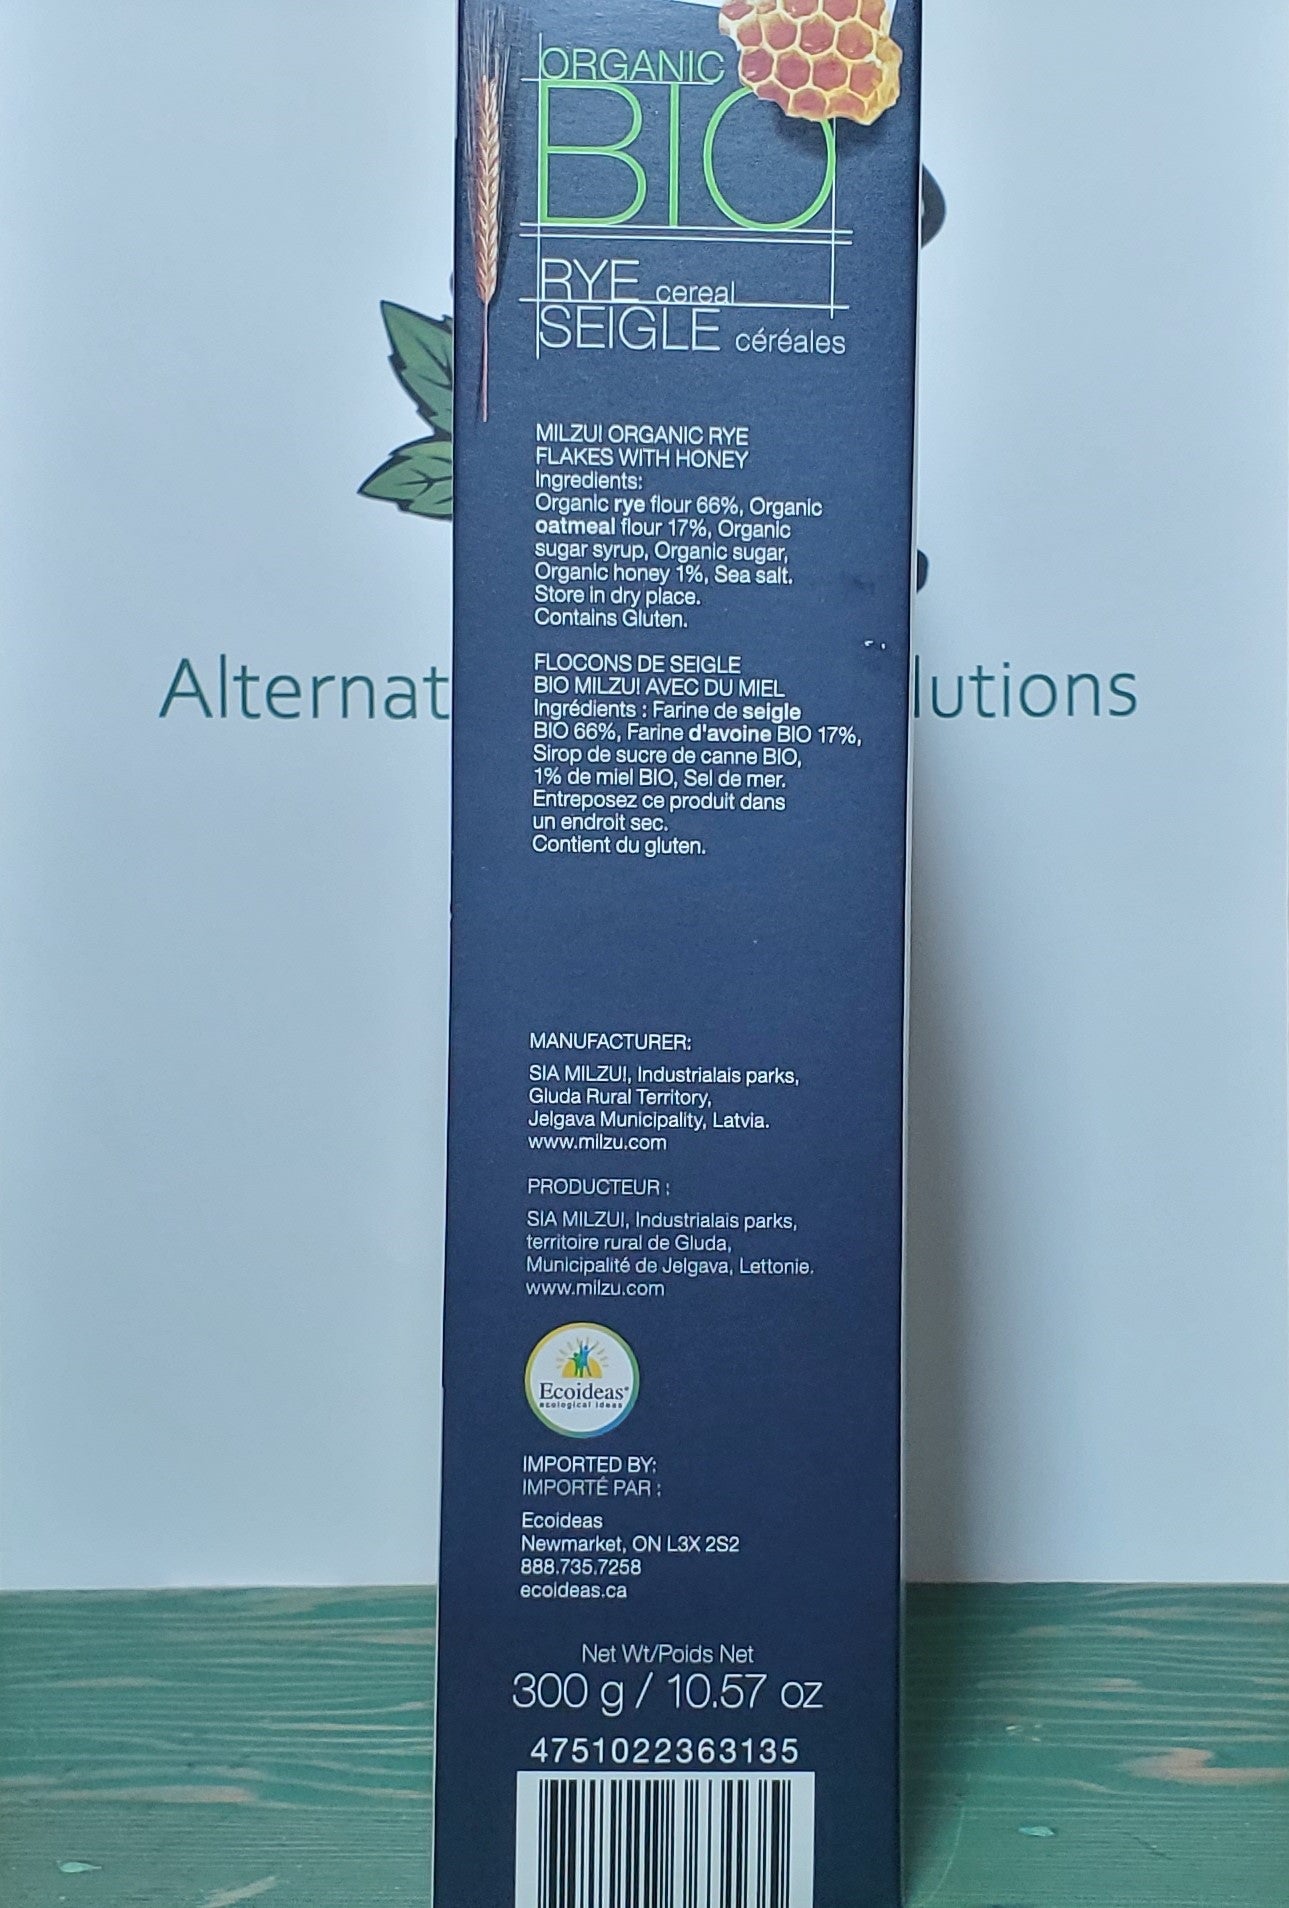 ORGANIC
BIO
RYE cereal
SEIGLE céréales
MILZU! ORGANIC RYE
FLAKES WITH HONEY
Ingredients:
Organic rye flour 66%, Organic
oatmeal flour 17%, Organic
sugar syrup, Organic sugar,
Organic honey 1%, Sea salt.
Store in dry place.
Contains Gluten.
FLOCONS DE SEIGLE
BIO MILZU! AVEC DU MIEL
Ingrédients : Farine de seigle
BIO 66%, Farine d'avoine BIO 17%,
Sirop de sucre de canne BIO,
1% de miel BIO, Sel de mer.
Entreposez ce produit dans
un endroit sec.
Contient du gluten.
Alternat
lutions
MANUFACTURER:
SIA MILZU!, Industrialais parks,
Gluda Rural Territory,
Jelgava Municipality, Latvia.
www.milzu.com
PRODUCTEUR :
SIA MILZU!, Industrialais parks,
territoire rural de Gluda,
Municipalité de Jelgava, Lettonie.
www.milzu.com
Ecoideas®
ecological ideas
IMPORTED BY:
IMPORTÉ PAR :
Ecoideas
Newmarket, ON L3X 2S2
888.735.7258
ecoideas.ca
Net Wt/Poids Net
300 g / 10.57 oz
4751022363135